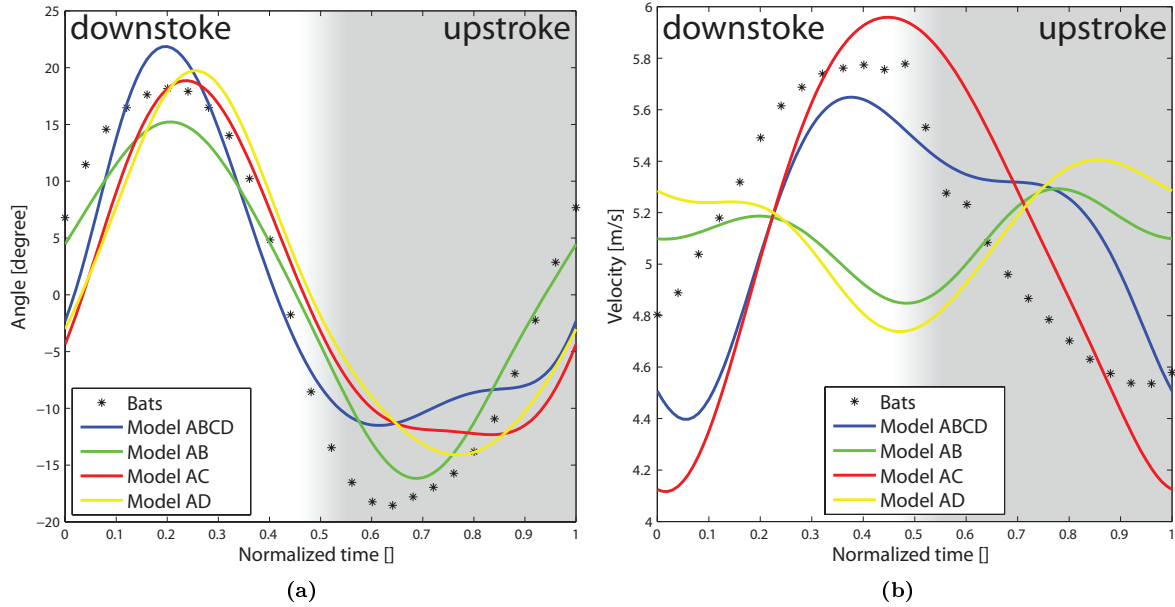 downstoke
upstroke
25
20
15
10
5
0
−5
−10
−15
−20
Angle [degree]
Bats
Model ABCD
Model AB
Model AC
Model AD
0 0.1 0.2 0.3 0.4 0.5 0.6 0.7 0.8 0.9 1
Normalized time []
(a)
downstoke
upstroke
6
5.8
5.6
5.4
5.2
5
4.8
4.6
4.4
4.2
4
Velocity [m/s]
Bats
Model ABCD
Model AB
Model AC
Model AD
0 0.1 0.2 0.3 0.4 0.5 0.6 0.7 0.8 0.9 1
Normalized time []
(b)